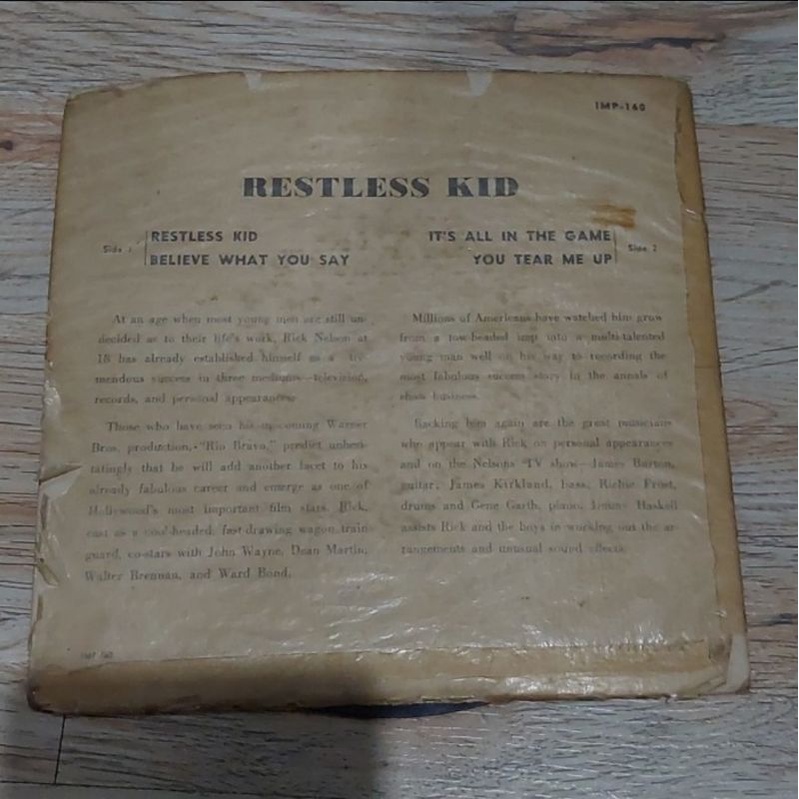 IMP-160
RESTLESS KID
Side 1
RESTLESS KID
BELIEVE WHAT YOU SAY
IT'S ALL IN THE GAME
YOU TEAR ME UP
Side 2
At an age when most young men are still un-
decided as to their life's work, Rick Nelson at
18 has already established himself as a tre-
mendous success in three mediums—television,
records, and personal appearances.
Those who have seen his upcoming Warner
Bros. production, "Rio Bravo," predict unhesi-
tatingly that he will add another facet to his
already fabulous career and emerge as one of
Hollywood's most important film stars. Rick,
cast as a cool-headed, fast-drawing wagon train
guard, co-stars with John Wayne, Dean Martin,
Walter Brennan, and Ward Bond.
Millions of Americans have watched him grow
from a tow-headed imp into a multi-talented
young man well on his way to recording the
most fabulous success story in the annals of
show business.
Backing him again are the great musicians
who appear with Rick on personal appearances
and on the Nelsons' TV show—James Burton,
guitar; James Kirkland, bass, Richie Frost,
drums and Gene Garth, piano. Jimmy Haskell
assists Rick and the boys in working out the ar-
rangements and unusual sound effects.
IMP 160